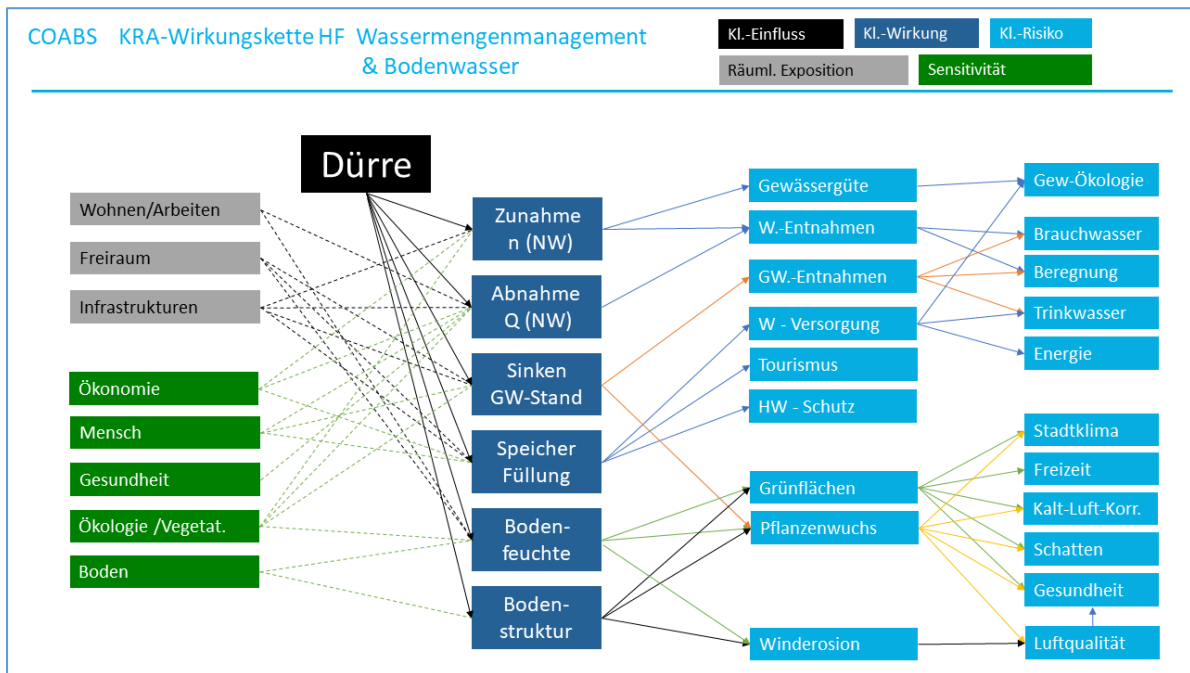 COABS KRA-Wirkungskette HF Wassermengenmanagement
& Bodenwasser
Kl.-Einfluss
Kl.-Wirkung
Kl.-Risiko
Räuml. Exposition
Sensitivität
Dürre
Wohnen/Arbeiten
Freiraum
Infrastrukturen
Ökonomie
Mensch
Gesundheit
Ökologie /Vegetat.
Boden
Zunahme
n (NW)
Abnahme
Q (NW)
Sinken
GW-Stand
Speicher
Füllung
Boden-
feuchte
Boden-
struktur
Gewässergüte
W.-Entnahmen
GW.-Entnahmen
W - Versorgung
Tourismus
HW - Schutz
Grünflächen
Pflanzenwuchs
Winderosion
Gew-Ökologie
Brauchwasser
Beregnung
Trinkwasser
Energie
Stadtklima
Freizeit
Kalt-Luft-Korr.
Schatten
Gesundheit
Luftqualität